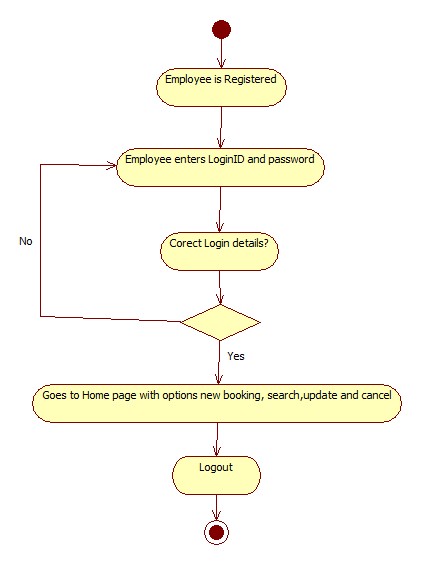 Employee is Registered
Employee enters LoginID and password
Corect Login details?
No
Yes
Goes to Home page with options new booking, search,update and cancel
Logout